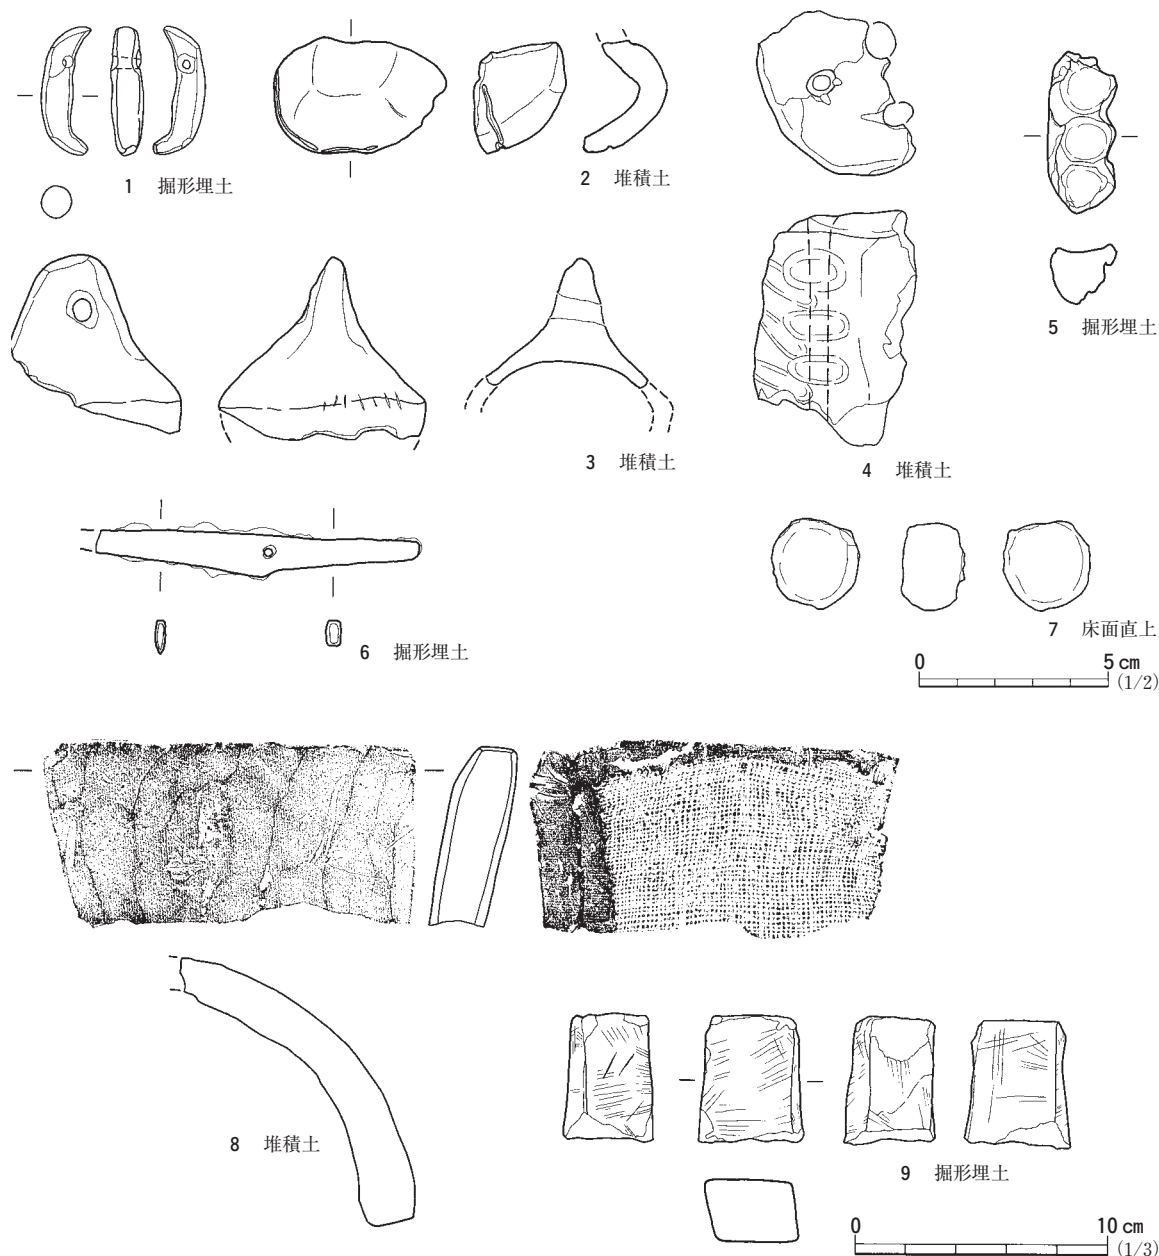 1 掘形埋土
2 堆積土
3 堆積土
4 堆積土
5 掘形埋土
6 掘形埋土
7 床面直上
0 5 cm
(1/2)
8 堆積土
9 掘形埋土
0 10 cm
(1/3)